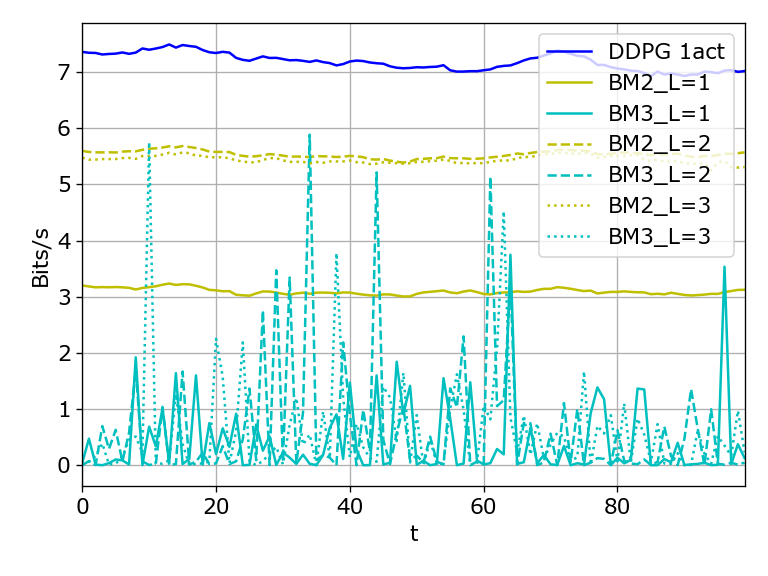 7
6
5
4
3
2
1
0
Bits/s
0
20
40
60
80
t
DDPG 1act
BM2_L=1
BM3_L=1
BM2_L=2
BM3_L=2
BM2_L=3
BM3_L=3